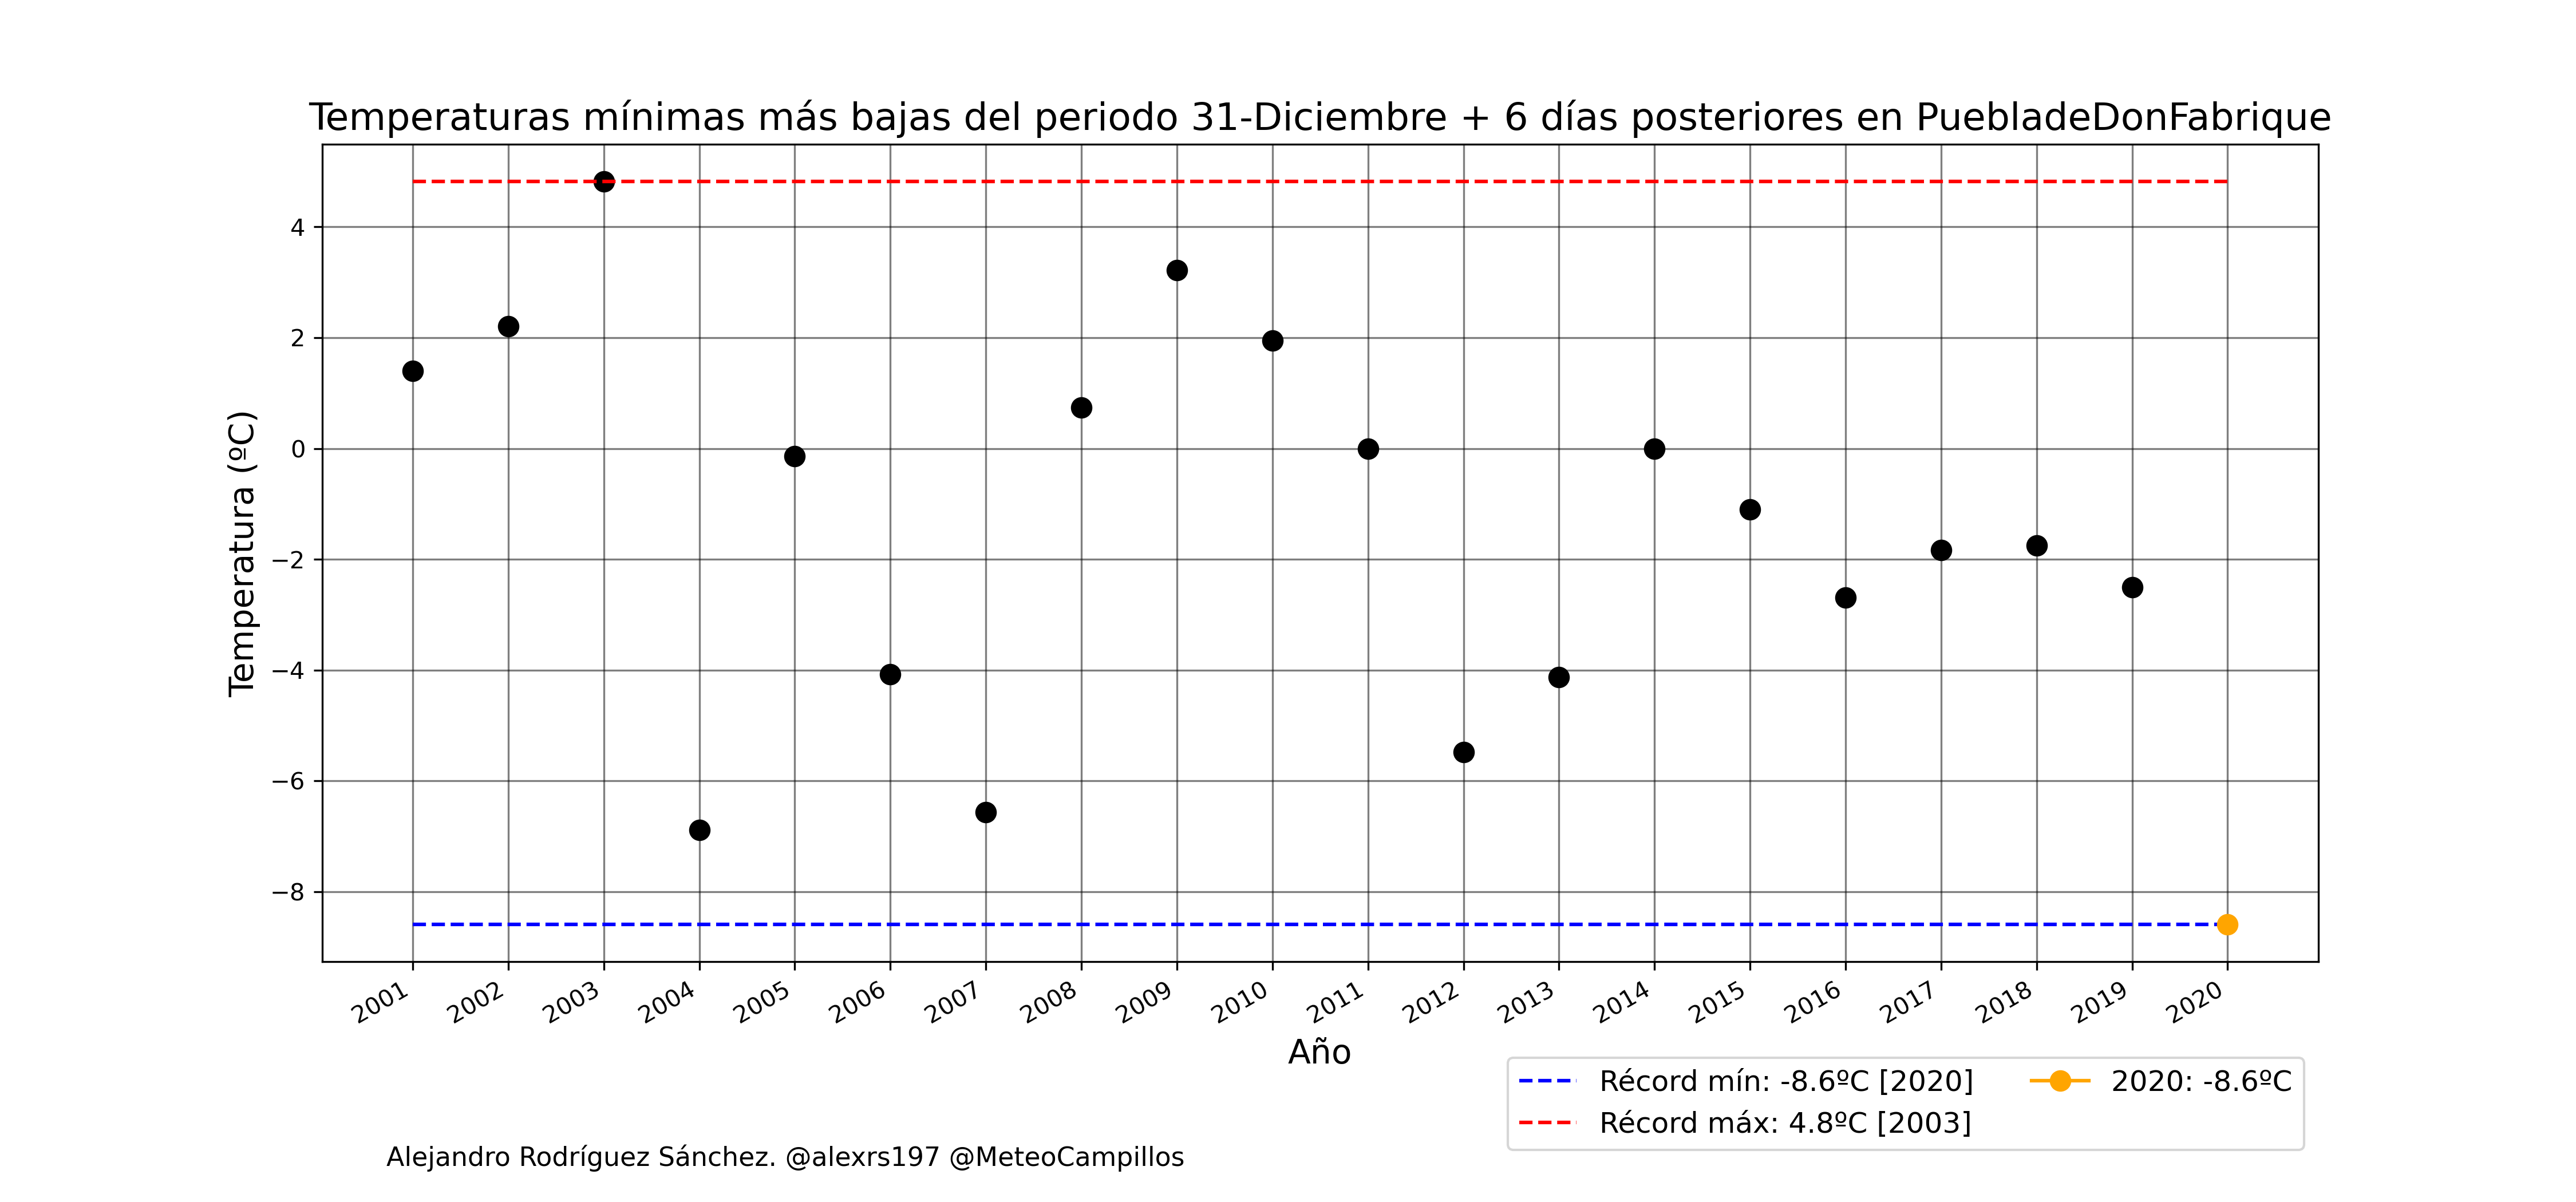 Temperaturas mínimas más bajas del periodo 31-Diciembre + 6 días posteriores en PuebladeDonFabrique
Temperatura (ºC)
4
2
0
−2
−4
−6
−8
2001 2002 2003 2004 2005 2006 2007 2008 2009 2010 2011 2012 2013 2014 2015 2016 2017 2018 2019 2020
Año
Récord mín: -8.6ºC [2020]
Récord máx: 4.8ºC [2003]
2020: -8.6ºC
Alejandro Rodríguez Sánchez. @alexrs197 @MeteoCampillos